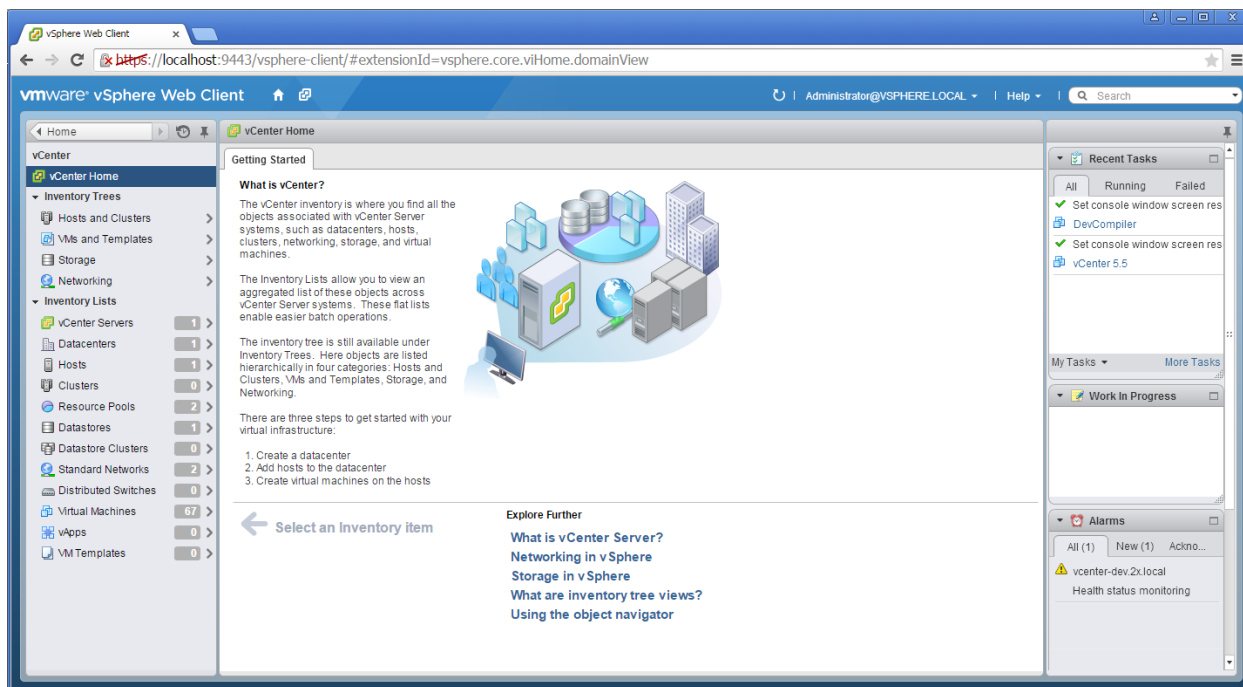 vSphere Web Client
https://localhost:9443/vsphere-client/#extensionId=vsphere.core.viHome.domainView
vmware® vSphere Web Client
Administrator@VSPHERE.LOCAL
Help
Search
Home
vCenter
vCenter Home
Inventory Trees
Hosts and Clusters
VMs and Templates
Storage
Networking
Inventory Lists
vCenter Servers 1
Datacenters 1
Hosts 1
Clusters 0
Resource Pools 2
Datastores 1
Datastore Clusters 0
Standard Networks 2
Distributed Switches 0
Virtual Machines 67
vApps 0
VM Templates 0
vCenter Home
Getting Started
What is vCenter?
The vCenter inventory is where you find all the
objects associated with vCenter Server
systems, such as datacenters, hosts,
clusters, networking, storage, and virtual
machines.
The Inventory Lists allow you to view an
aggregated list of these objects across
vCenter Server systems. These flat lists
enable easier batch operations.
The inventory tree is still available under
Inventory Trees. Here objects are listed
hierarchically in four categories: Hosts and
Clusters, VMs and Templates, Storage, and
Networking.
There are three steps to get started with your
virtual infrastructure:
1. Create a datacenter
2. Add hosts to the datacenter
3. Create virtual machines on the hosts
Select an Inventory item
Explore Further
What is vCenter Server?
Networking in vSphere
Storage in vSphere
What are inventory tree views?
Using the object navigator
Recent Tasks
All Running Failed
Set console window screen res
DevCompiler
Set console window screen res
vCenter 5.5
My Tasks More Tasks
Work In Progress
Alarms
All (1) New (1) Ackno...
vcenter-dev.2x.local
Health status monitoring